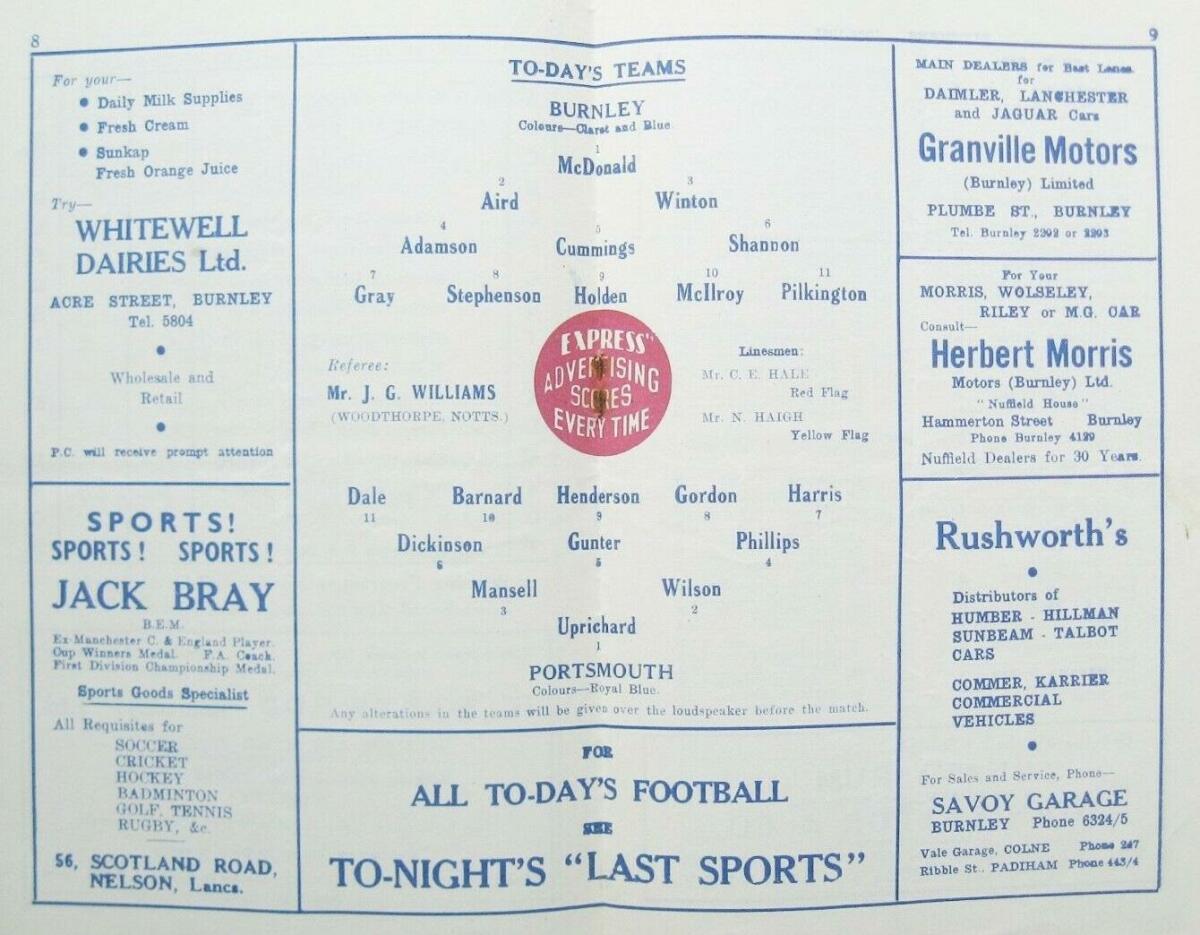 8
For your—
• Daily Milk Supplies
• Fresh Cream
• Sunkap
Fresh Orange Juice
Try—
WHITEWELL
DAIRIES Ltd.
ACRE STREET, BURNLEY
Tel. 5804
•
Wholesale and
Retail
•
P.C. will receive prompt attention
SPORTS!
SPORTS! SPORTS!
JACK BRAY
B.E.M.
Ex-Manchester C. & England Player.
Cup Winners Medal. F.A. Coach.
First Division Championship Medal.
Sports Goods Specialist
All Requisites for
SOCCER
CRICKET
HOCKEY
BADMINTON
GOLF, TENNIS
RUGBY, &c.
56, SCOTLAND ROAD,
NELSON, Lancs.
TO-DAY'S TEAMS
BURNLEY
Colours—Claret and Blue
1
McDonald
2 3
Aird Winton
4 5 6
Adamson Cummings Shannon
7 8 9 10 11
Gray Stephenson Holden McIlroy Pilkington
Referee:
Mr. J. G. WILLIAMS
(WOODTHORPE, NOTTS.)
EXPRESS"
ADVERTISING
SCORES
EVERY TIME
Linesmen:
Mr. C. E. HALE
Red Flag
Mr. N. HAIGH
Yellow Flag
Dale Barnard Henderson Gordon Harris
11 10 9 8 7
Dickinson Gunter Phillips
6 5 4
Mansell Wilson
3 2
Uprichard
1
PORTSMOUTH
Colours—Royal Blue.
Any alterations in the teams will be given over the loudspeaker before the match.
FOR
ALL TO-DAY'S FOOTBALL
SEE
TO-NIGHT'S "LAST SPORTS"
9
MAIN DEALERS for East Lancs.
for
DAIMLER, LANCHESTER
and JAGUAR Cars
Granville Motors
(Burnley) Limited
PLUMBE ST., BURNLEY
Tel. Burnley 2292 or 2293
For Your
MORRIS, WOLSELEY,
RILEY or M.G. CAR
Consult—
Herbert Morris
Motors (Burnley) Ltd.
"Nuffield House"
Hammerton Street Burnley
Phone Burnley 4129
Nuffield Dealers for 30 Years.
Rushworth's
•
Distributors of
HUMBER - HILLMAN
SUNBEAM - TALBOT
CARS
COMMER, KARRIER
COMMERCIAL
VEHICLES
•
For Sales and Service, Phone—
SAVOY GARAGE
BURNLEY Phone 6324/5
Vale Garage, COLNE Phone 247
Ribble St., PADIHAM Phone 443/4